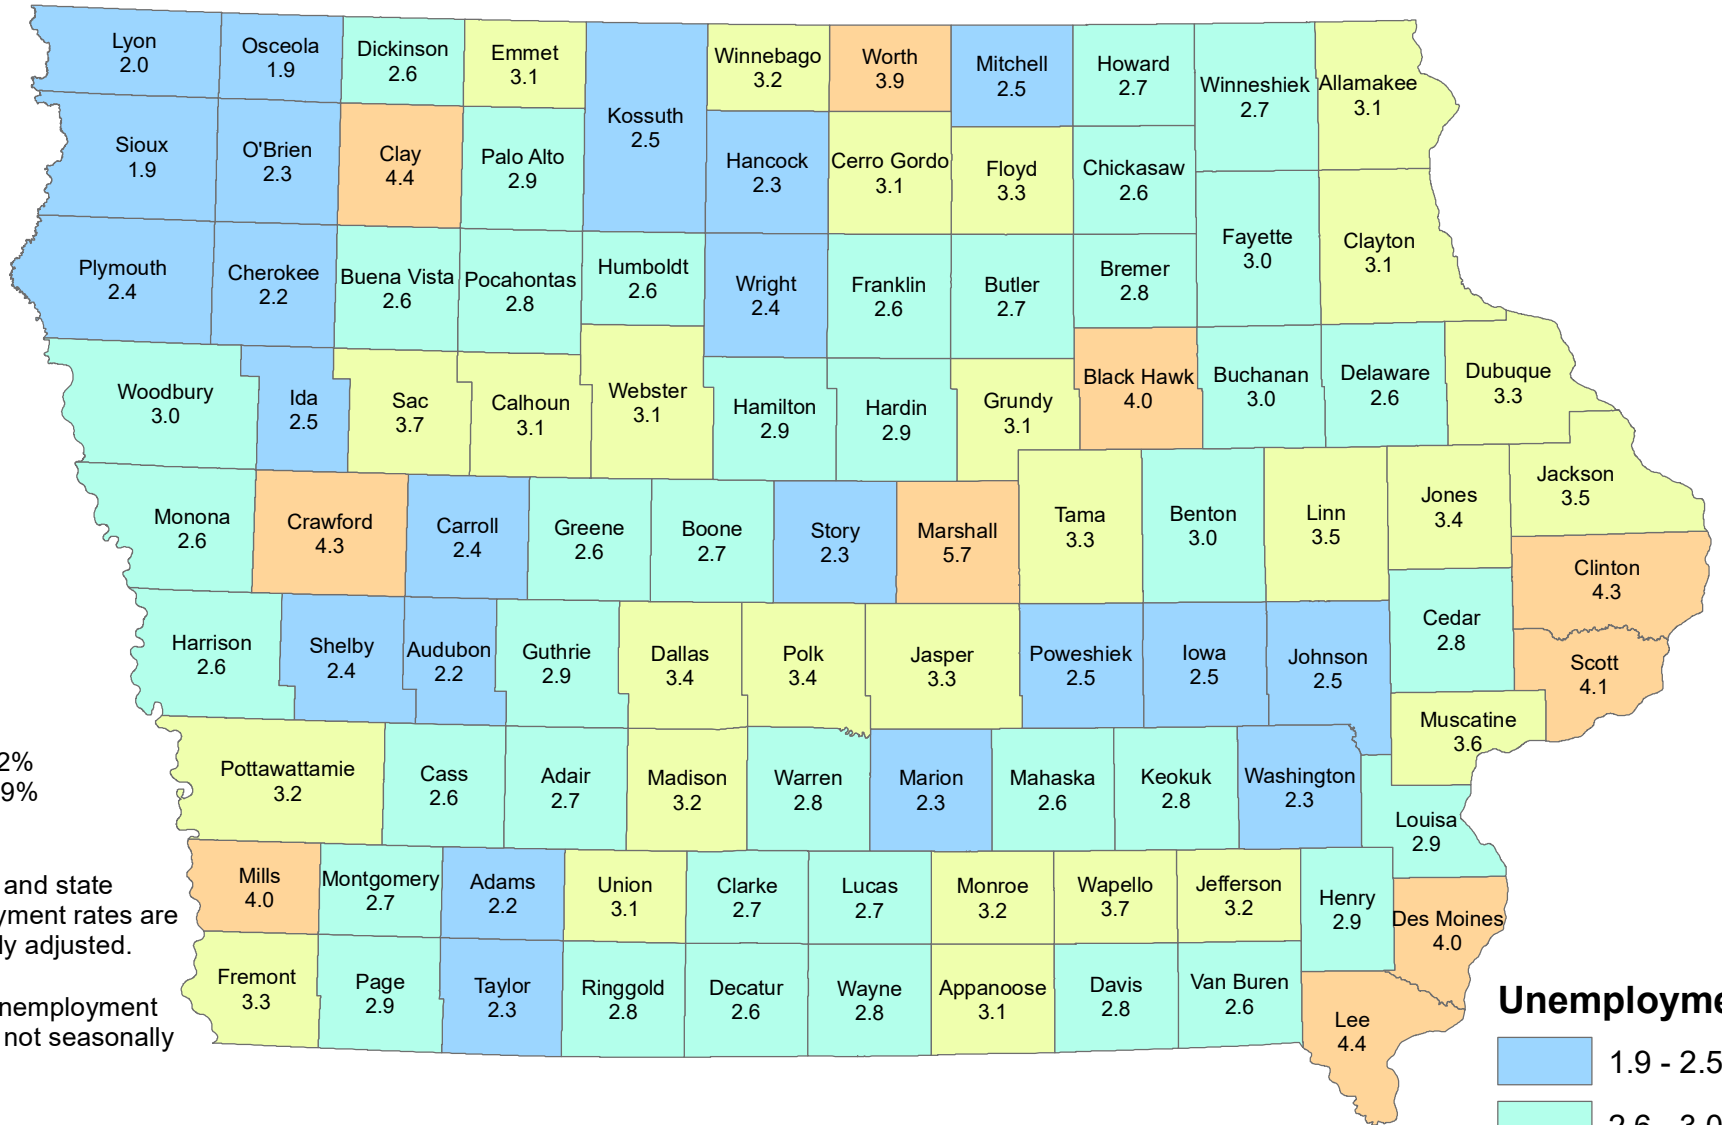 Lyon
2.0
Osceola
1.9
Dickinson
2.6
Emmet
3.1
Kossuth
2.5
Winnebago
3.2
Worth
3.9
Mitchell
2.5
Howard
2.7
Winneshiek
2.7
Allamakee
3.1
Sioux
1.9
O'Brien
2.3
Clay
4.4
Palo Alto
2.9
Hancock
2.3
Cerro Gordo
3.1
Floyd
3.3
Chickasaw
2.6
Fayette
3.0
Clayton
3.1
Plymouth
2.4
Cherokee
2.2
Buena Vista
2.6
Pocahontas
2.8
Humboldt
2.6
Wright
2.4
Franklin
2.6
Butler
2.7
Bremer
2.8
Woodbury
3.0
Ida
2.5
Sac
3.7
Calhoun
3.1
Webster
3.1
Hamilton
2.9
Hardin
2.9
Grundy
3.1
Black Hawk
4.0
Buchanan
3.0
Delaware
2.6
Dubuque
3.3
Monona
2.6
Crawford
4.3
Carroll
2.4
Greene
2.6
Boone
2.7
Story
2.3
Marshall
5.7
Tama
3.3
Benton
3.0
Linn
3.5
Jones
3.4
Jackson
3.5
Clinton
4.3
Harrison
2.6
Shelby
2.4
Audubon
2.2
Guthrie
2.9
Dallas
3.4
Polk
3.4
Jasper
3.3
Poweshiek
2.5
Iowa
2.5
Johnson
2.5
Cedar
2.8
Scott
4.1
Muscatine
3.6
Pottawattamie
3.2
Cass
2.6
Adair
2.7
Madison
3.2
Warren
2.8
Marion
2.3
Mahaska
2.6
Keokuk
2.8
Washington
2.3
Louisa
2.9
Mills
4.0
Montgomery
2.7
Adams
2.2
Union
3.1
Clarke
2.7
Lucas
2.7
Monroe
3.2
Wapello
3.7
Jefferson
3.2
Henry
2.9
Des Moines
4.0
Fremont
3.3
Page
2.9
Taylor
2.3
Ringgold
2.8
Decatur
2.6
Wayne
2.8
Appanoose
3.1
Davis
2.8
Van Buren
2.6
Lee
4.4
2%
9%
and state
yment rates are
ly adjusted.
nemployment
not seasonally
Unemployme
1.9 - 2.5
2.6 - 3.0